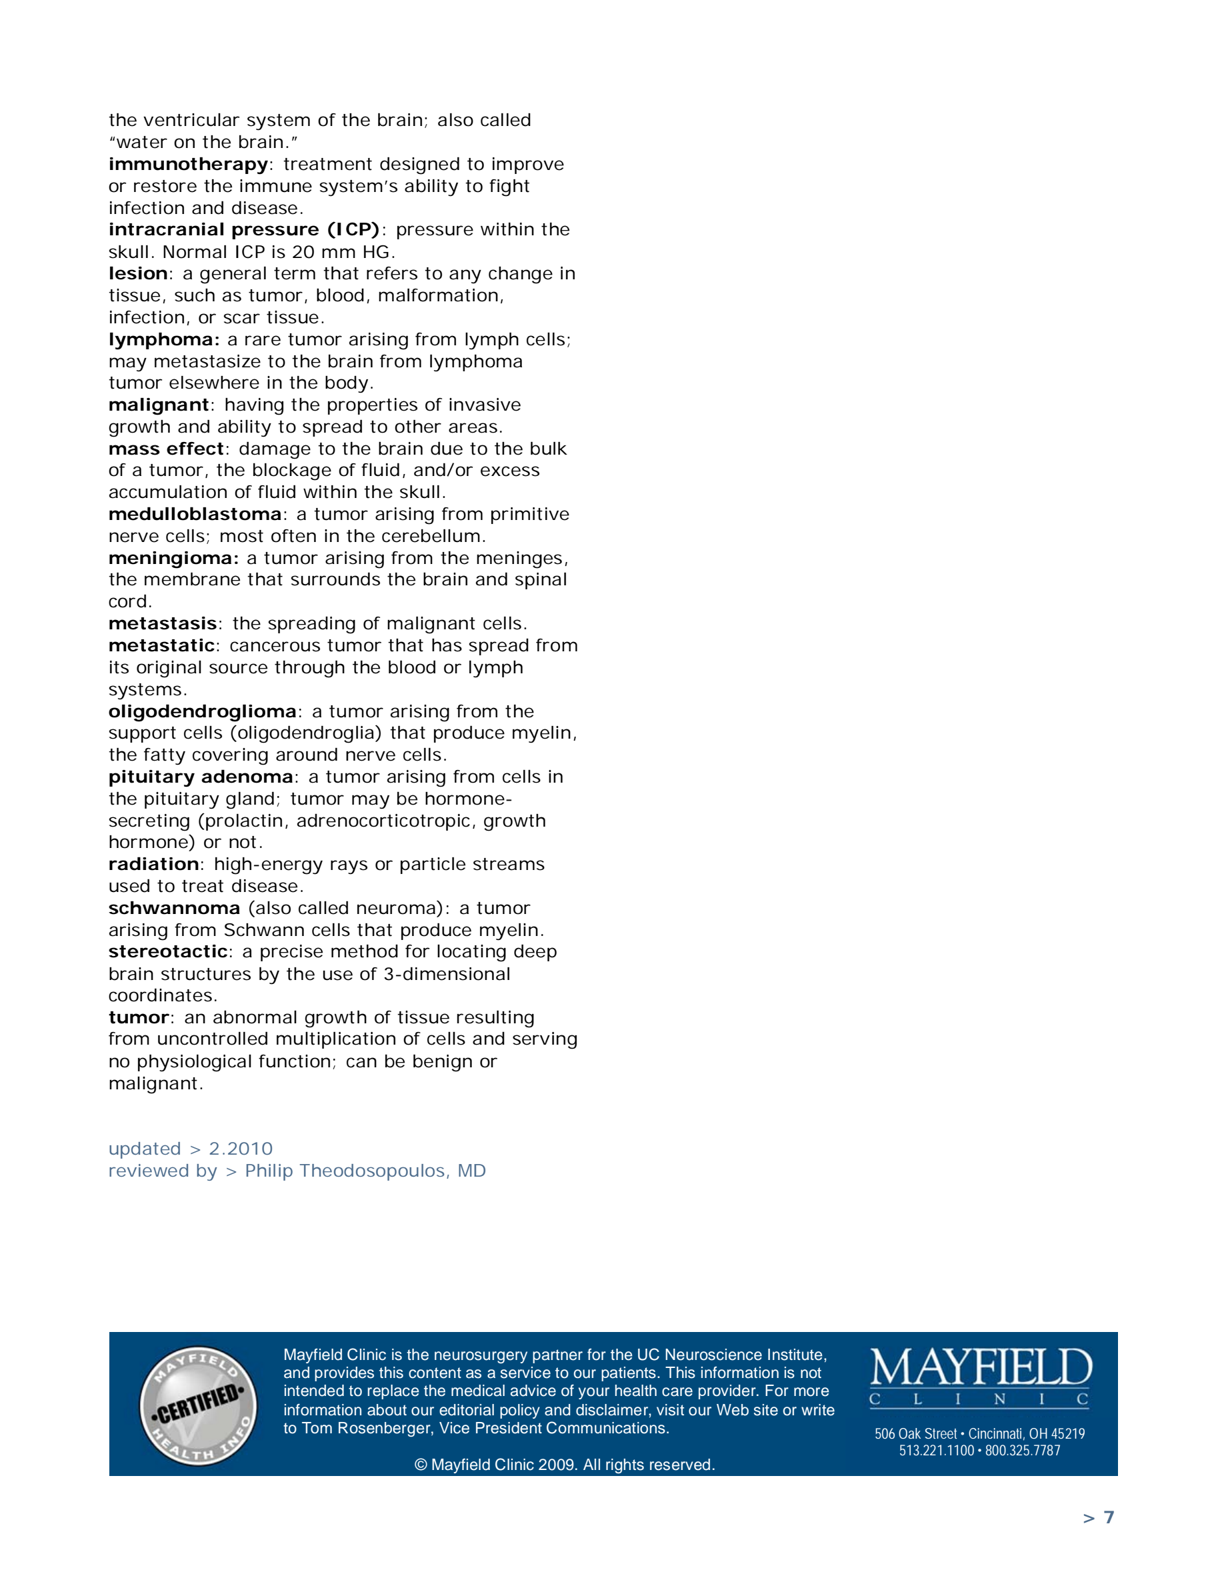 the ventricular system of the brain; also called
“water on the brain.”
immunotherapy: treatment designed to improve
or restore the immune system’s ability to fight
infection and disease.
intracranial pressure (ICP): pressure within the
skull. Normal ICP is 20 mm HG.
lesion: a general term that refers to any change in
tissue, such as tumor, blood, malformation,
infection, or scar tissue.
lymphoma: a rare tumor arising from lymph cells;
may metastasize to the brain from lymphoma
tumor elsewhere in the body.
malignant: having the properties of invasive
growth and ability to spread to other areas.
mass effect: damage to the brain due to the bulk
of a tumor, the blockage of fluid, and/or excess
accumulation of fluid within the skull.
medulloblastoma: a tumor arising from primitive
nerve cells; most often in the cerebellum.
meningioma: a tumor arising from the meninges,
the membrane that surrounds the brain and spinal
cord.
metastasis: the spreading of malignant cells.
metastatic: cancerous tumor that has spread from
its original source through the blood or lymph
systems.
oligodendroglioma: a tumor arising from the
support cells (oligodendroglia) that produce myelin,
the fatty covering around nerve cells.
pituitary adenoma: a tumor arising from cells in
the pituitary gland; tumor may be hormone-
secreting (prolactin, adrenocorticotropic, growth
hormone) or not.
radiation: high-energy rays or particle streams
used to treat disease.
schwannoma (also called neuroma): a tumor
arising from Schwann cells that produce myelin.
stereotactic: a precise method for locating deep
brain structures by the use of 3-dimensional
coordinates.
tumor: an abnormal growth of tissue resulting
from uncontrolled multiplication of cells and serving
no physiological function; can be benign or
malignant.
updated > 2.2010
reviewed by > Philip Theodosopoulos, MD
MAYFIELD
•CERTIFIED•
HEALTH INFO
Mayfield Clinic is the neurosurgery partner for the UC Neuroscience Institute,
and provides this content as a service to our patients. This information is not
intended to replace the medical advice of your health care provider. For more
information about our editorial policy and disclaimer, visit our Web site or write
to Tom Rosenberger, Vice President Communications.
© Mayfield Clinic 2009. All rights reserved.
MAYFIELD
CLINIC
506 Oak Street • Cincinnati, OH 45219
513.221.1100 • 800.325.7787
> 7